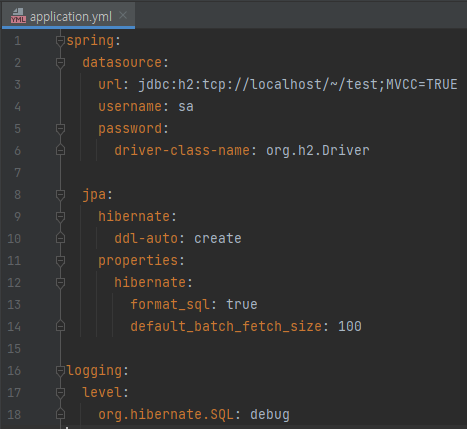 application.yml
1 spring:
2   datasource:
3     url: jdbc:h2:tcp://localhost/~/test;MVCC=TRUE
4     username: sa
5     password:
6       driver-class-name: org.h2.Driver
7
8   jpa:
9     hibernate:
10       ddl-auto: create
11     properties:
12       hibernate:
13         format_sql: true
14         default_batch_fetch_size: 100
15
16 logging:
17   level:
18     org.hibernate.SQL: debug